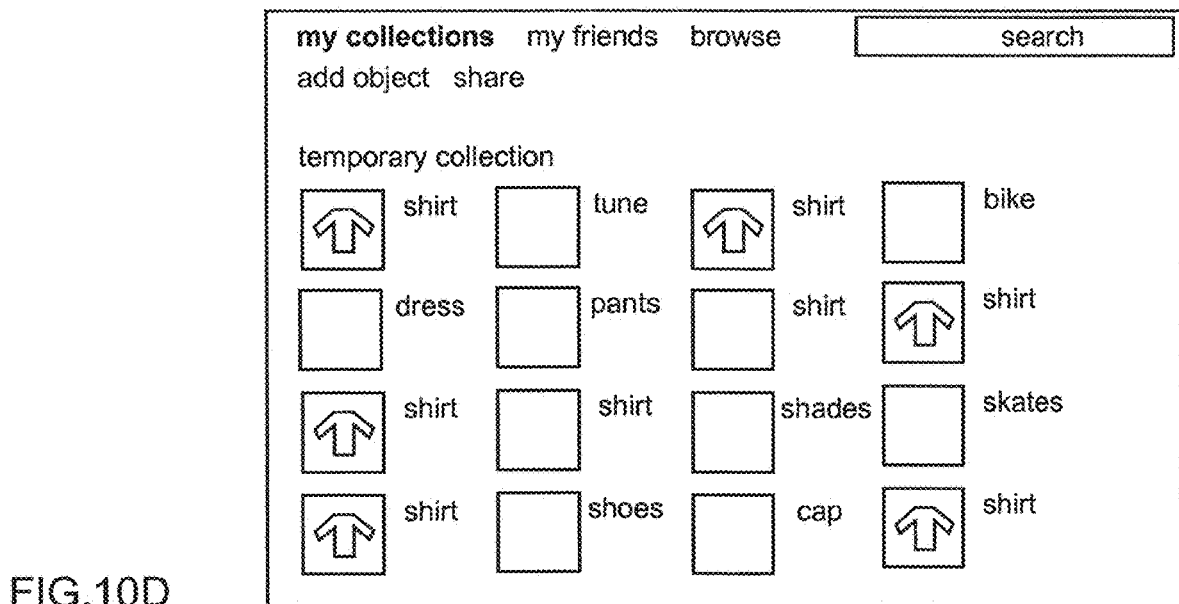 my collections my friends browse search
add object share
temporary collection
shirt tune shirt bike
dress pants shirt shirt
shirt shirt shades skates
shirt shoes cap shirt
FIG.10D